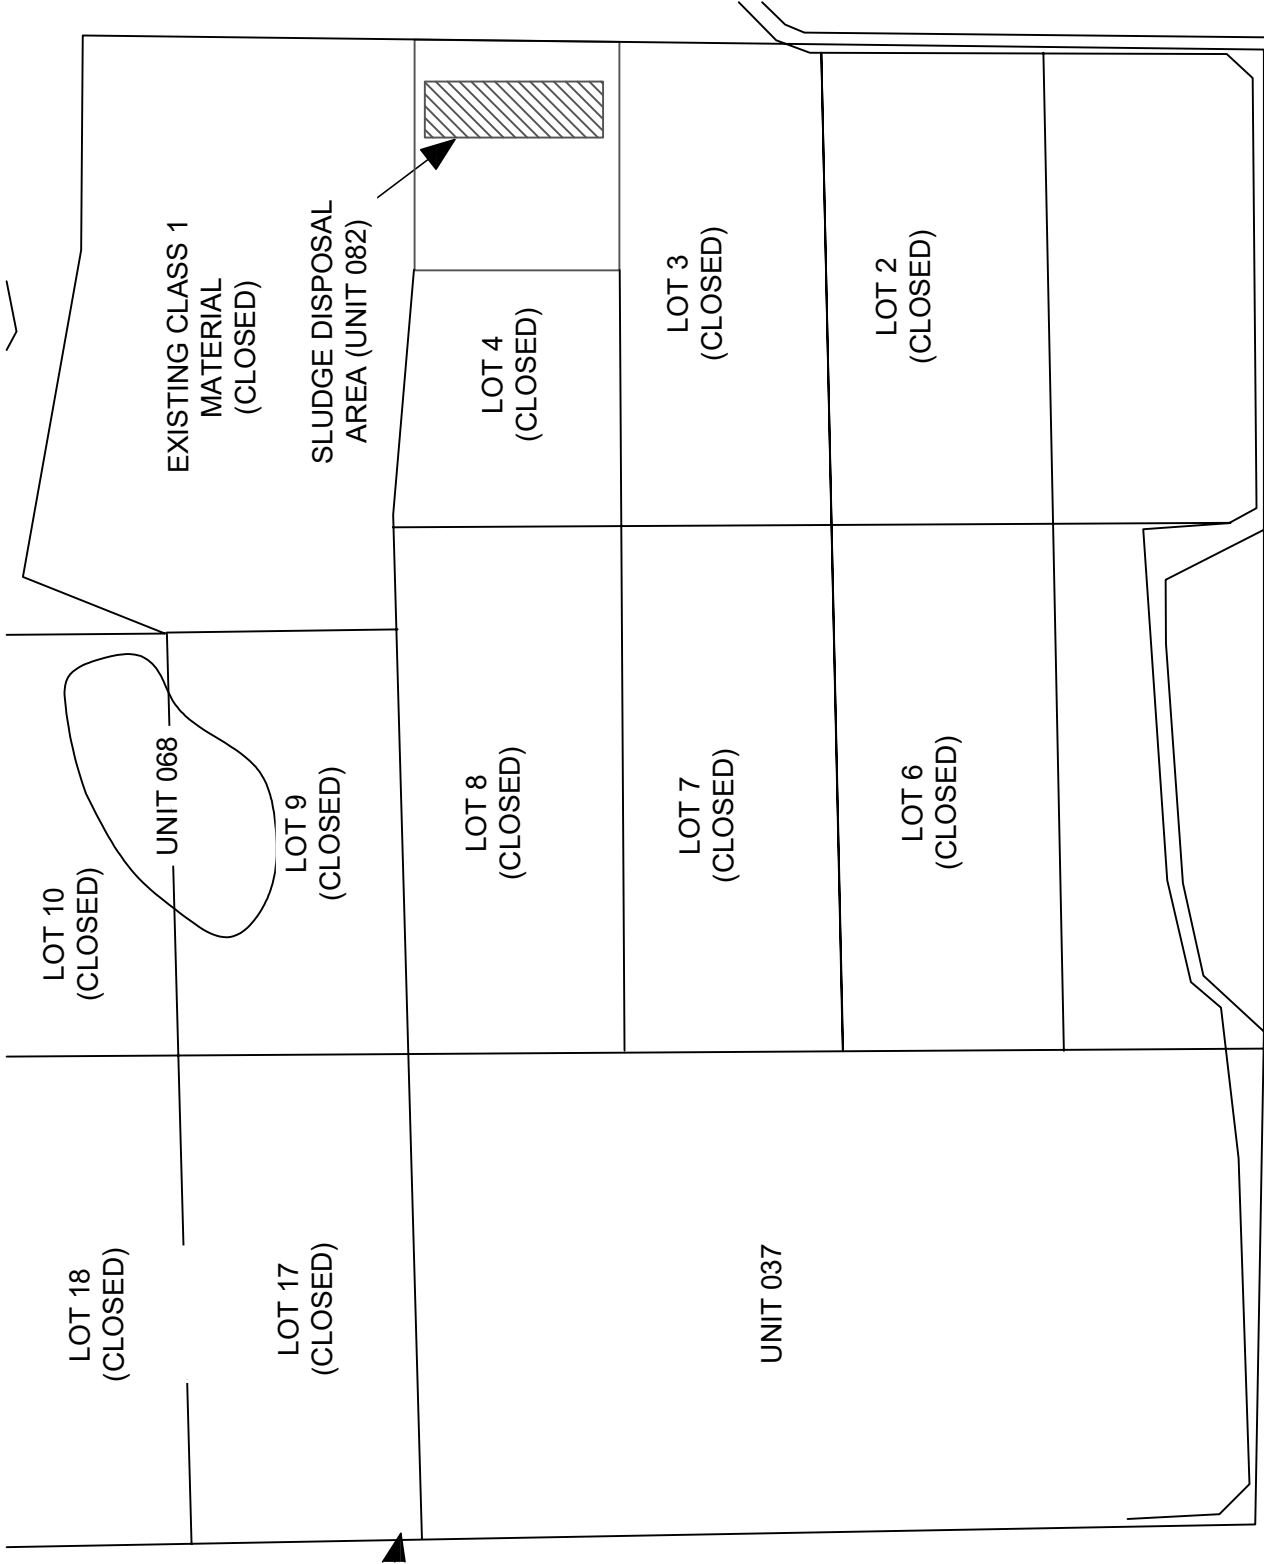 EXISTING CLASS 1
MATERIAL
(CLOSED)
SLUDGE DISPOSAL
AREA (UNIT 082)
LOT 4
(CLOSED)
LOT 3
(CLOSED)
LOT 2
(CLOSED)
LOT 10
(CLOSED)
UNIT 068
LOT 9
(CLOSED)
LOT 8
(CLOSED)
LOT 7
(CLOSED)
LOT 6
(CLOSED)
LOT 18
(CLOSED)
LOT 17
(CLOSED)
UNIT 037